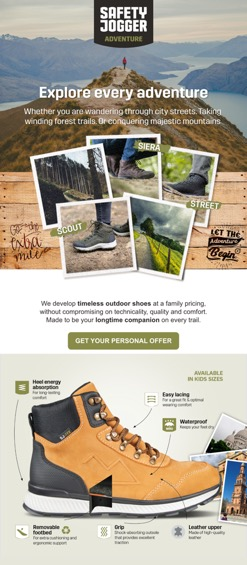 SAFETY
JOGGER
ADVENTURE
Explore every adventure
Whether you are wandering through city streets. Taking
winding forest trails. Or conquering majestic mountains.
SIERA
STREET
SCOUT
extra
mile
LET THE
Adventure
Begin
We develop timeless outdoor shoes at a family pricing,
without compromising on technicality, quality and comfort.
Made to be your longtime companion on every trail.
GET YOUR PERSONAL OFFER
AVAILABLE
IN KIDS SIZES
Heel energy
absorption
For long-lasting
comfort
Easy lacing
For a great fit & optimal
wearing comfort
Waterproof
Keeps your feet dry
Removable
footbed
For extra cushioning and
ergonomic support
Grip
Shock-absorbing outsole
that provides excellent
traction
Leather upper
Made of high-quality
leather